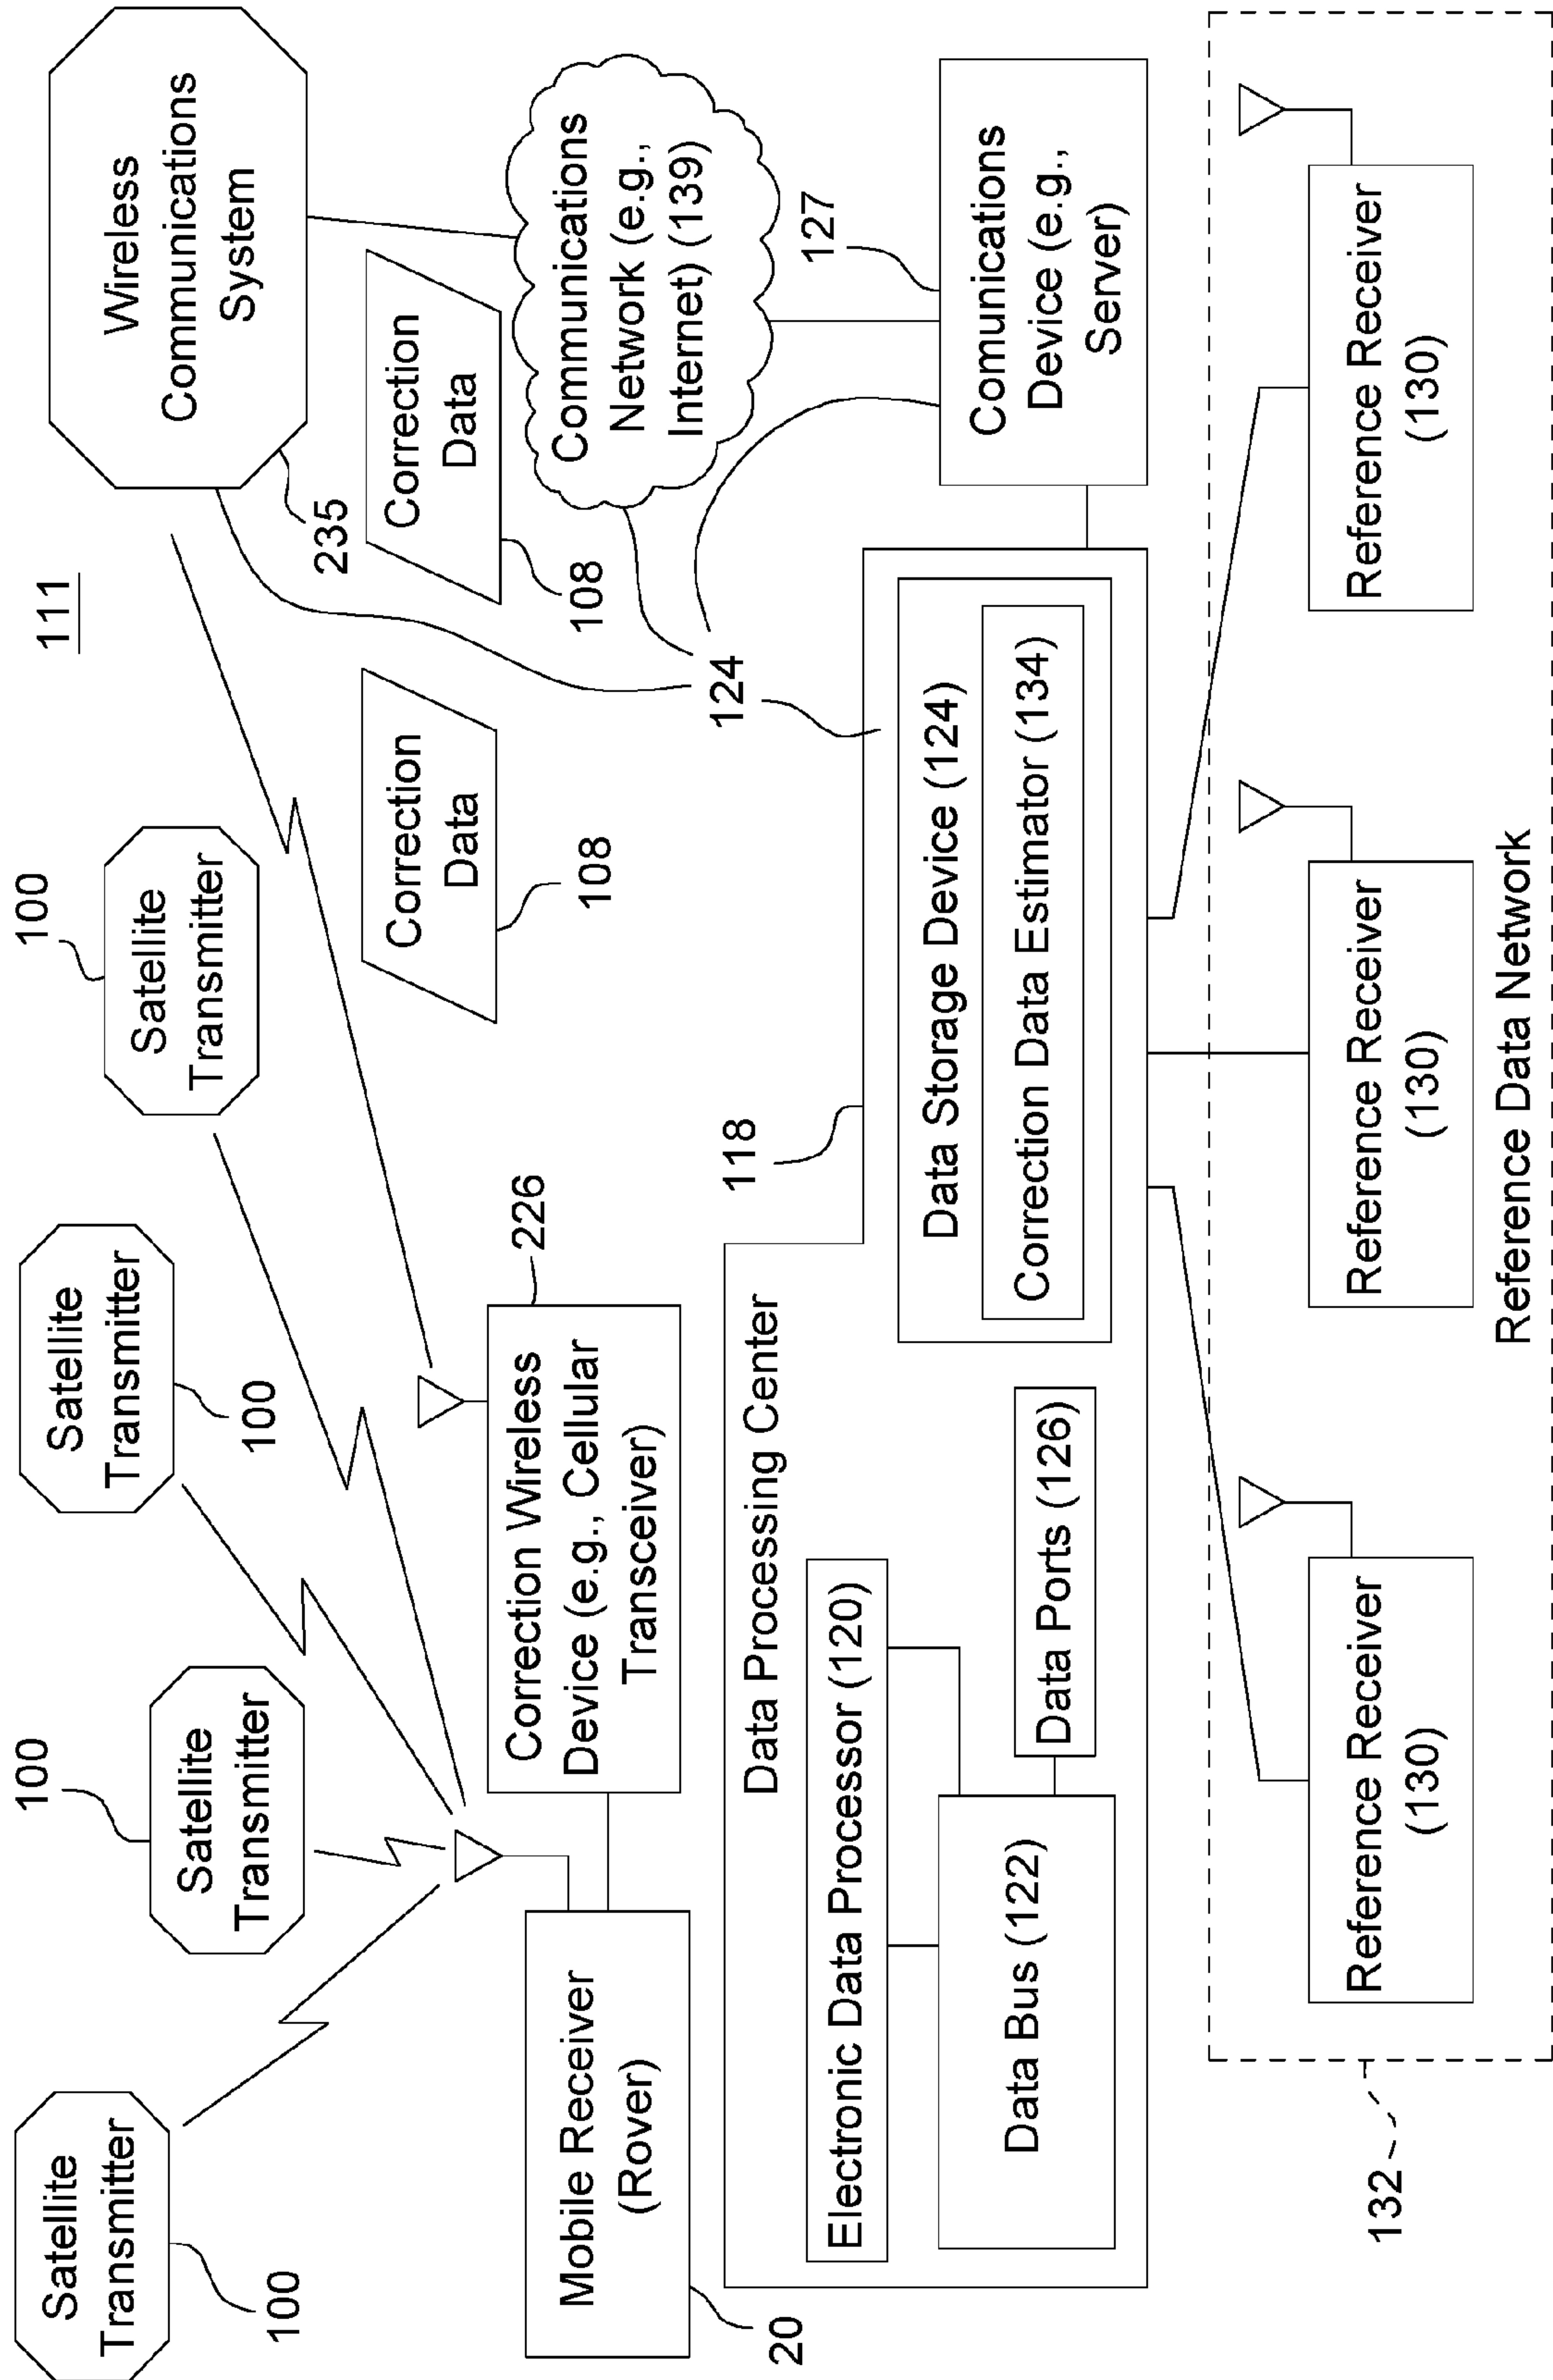 111
Satellite
Transmitter
100
Satellite
Transmitter
100
Satellite
Transmitter
100
Satellite
Transmitter
100
Wireless
Communications
System
235
Correction
Data
108
Correction
Data
108
Mobile Receiver
(Rover)
20
Correction Wireless
Device (e.g., Cellular
Transceiver)
226
Communications
Network (e.g.,
Internet) (139)
124
127
Comunications
Device (e.g.,
Server)
118
Data Processing Center
Electronic Data Processor (120)
Data Bus (122)
Data Ports (126)
Data Storage Device (124)
Correction Data Estimator (134)
Reference Receiver
(130)
Reference Receiver
(130)
Reference Receiver
(130)
Reference Data Network
132